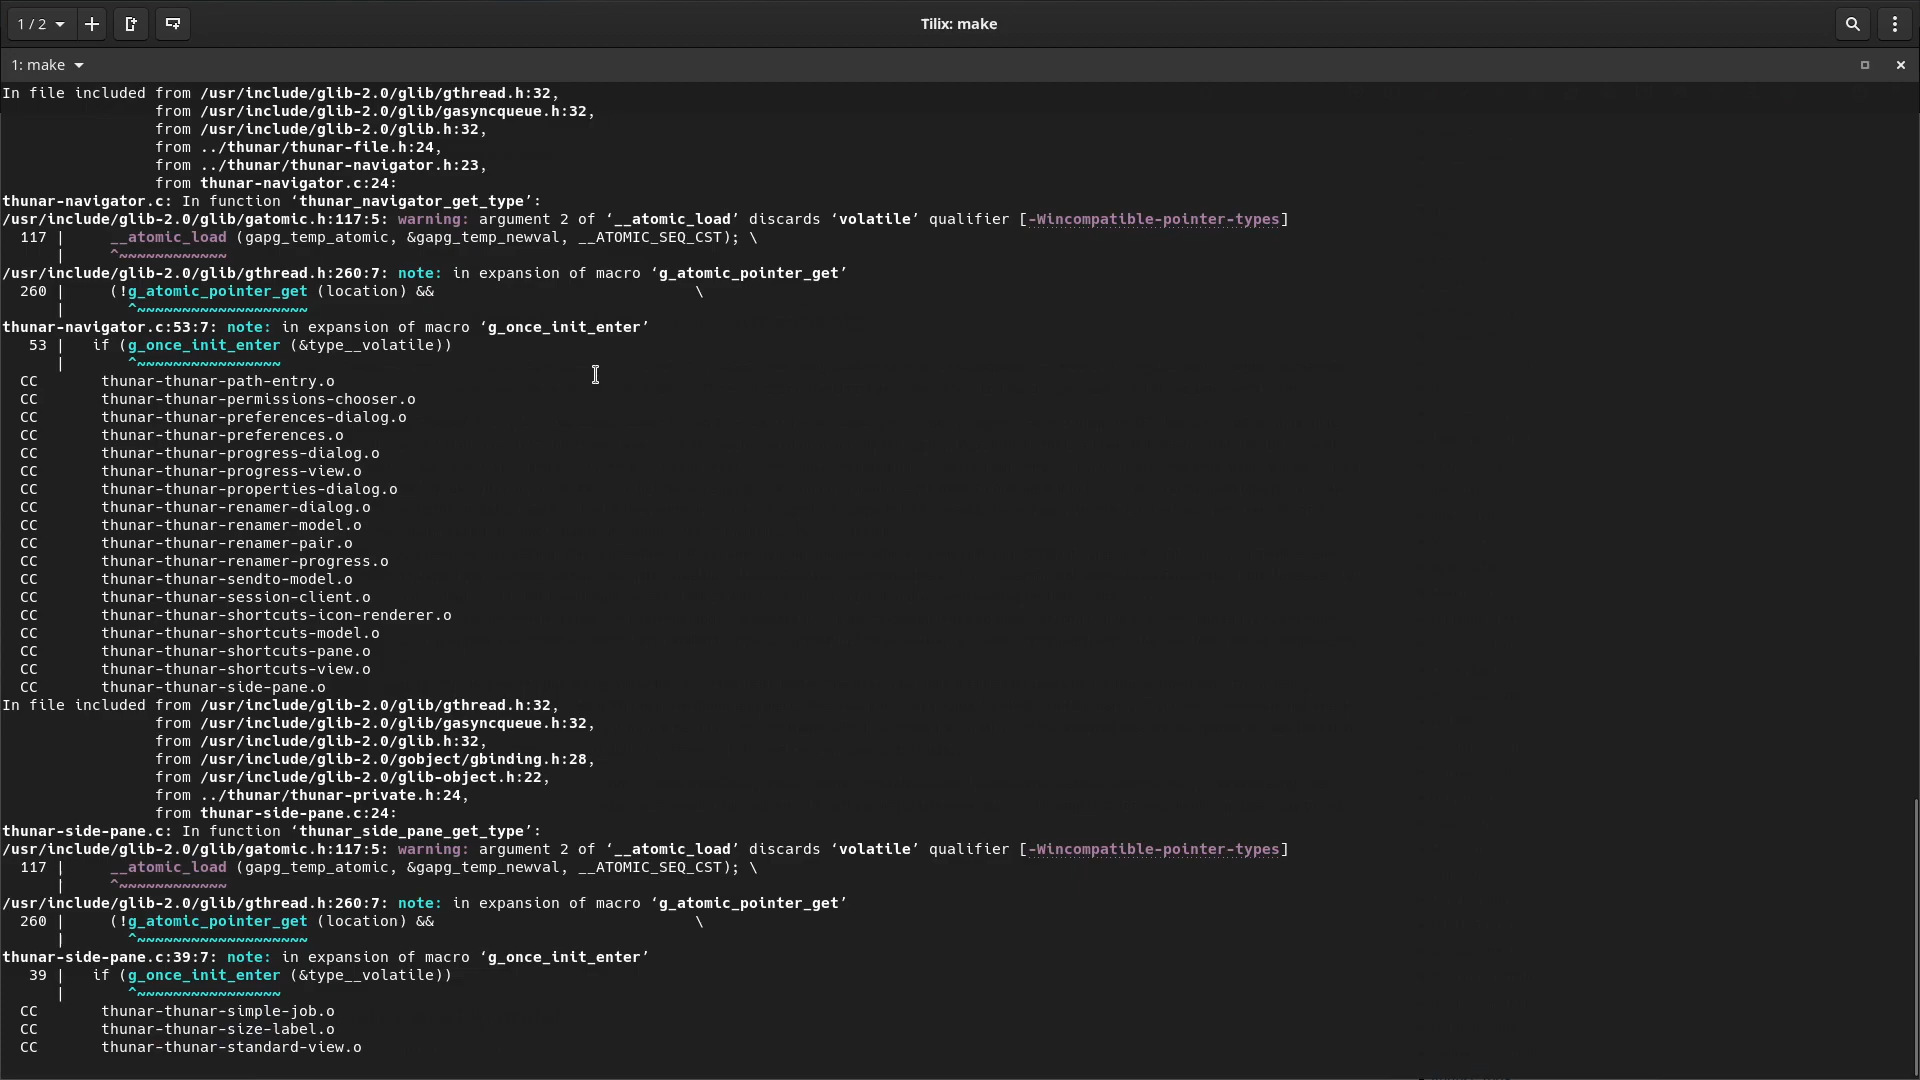 1 / 2
Tilix: make
1: make
In file included from /usr/include/glib-2.0/glib/gthread.h:32,
                 from /usr/include/glib-2.0/glib/gasyncqueue.h:32,
                 from /usr/include/glib-2.0/glib.h:32,
                 from ../thunar/thunar-file.h:24,
                 from ../thunar/thunar-navigator.h:23,
                 from thunar-navigator.c:24:
thunar-navigator.c: In function ‘thunar_navigator_get_type’:
/usr/include/glib-2.0/glib/gatomic.h:117:5: warning: argument 2 of ‘__atomic_load’ discards ‘volatile’ qualifier [-Wincompatible-pointer-types]
  117 |     __atomic_load (gapg_temp_atomic, &gapg_temp_newval, __ATOMIC_SEQ_CST); \
      |     ^~~~~~~~~~~~~
/usr/include/glib-2.0/glib/gthread.h:260:7: note: in expansion of macro ‘g_atomic_pointer_get’
  260 |     (!g_atomic_pointer_get (location) &&                             \
      |       ^~~~~~~~~~~~~~~~~~~~
thunar-navigator.c:53:7: note: in expansion of macro ‘g_once_init_enter’
   53 |   if (g_once_init_enter (&type__volatile))
      |       ^~~~~~~~~~~~~~~~~
  CC       thunar-thunar-path-entry.o
  CC       thunar-thunar-permissions-chooser.o
  CC       thunar-thunar-preferences-dialog.o
  CC       thunar-thunar-preferences.o
  CC       thunar-thunar-progress-dialog.o
  CC       thunar-thunar-progress-view.o
  CC       thunar-thunar-properties-dialog.o
  CC       thunar-thunar-renamer-dialog.o
  CC       thunar-thunar-renamer-model.o
  CC       thunar-thunar-renamer-pair.o
  CC       thunar-thunar-renamer-progress.o
  CC       thunar-thunar-sendto-model.o
  CC       thunar-thunar-session-client.o
  CC       thunar-thunar-shortcuts-icon-renderer.o
  CC       thunar-thunar-shortcuts-model.o
  CC       thunar-thunar-shortcuts-pane.o
  CC       thunar-thunar-shortcuts-view.o
  CC       thunar-thunar-side-pane.o
In file included from /usr/include/glib-2.0/glib/gthread.h:32,
                 from /usr/include/glib-2.0/glib/gasyncqueue.h:32,
                 from /usr/include/glib-2.0/glib.h:32,
                 from /usr/include/glib-2.0/gobject/gbinding.h:28,
                 from /usr/include/glib-2.0/glib-object.h:22,
                 from ../thunar/thunar-private.h:24,
                 from thunar-side-pane.c:24:
thunar-side-pane.c: In function ‘thunar_side_pane_get_type’:
/usr/include/glib-2.0/glib/gatomic.h:117:5: warning: argument 2 of ‘__atomic_load’ discards ‘volatile’ qualifier [-Wincompatible-pointer-types]
  117 |     __atomic_load (gapg_temp_atomic, &gapg_temp_newval, __ATOMIC_SEQ_CST); \
      |     ^~~~~~~~~~~~~
/usr/include/glib-2.0/glib/gthread.h:260:7: note: in expansion of macro ‘g_atomic_pointer_get’
  260 |     (!g_atomic_pointer_get (location) &&                             \
      |       ^~~~~~~~~~~~~~~~~~~~
thunar-side-pane.c:39:7: note: in expansion of macro ‘g_once_init_enter’
   39 |   if (g_once_init_enter (&type__volatile))
      |       ^~~~~~~~~~~~~~~~~
  CC       thunar-thunar-simple-job.o
  CC       thunar-thunar-size-label.o
  CC       thunar-thunar-standard-view.o